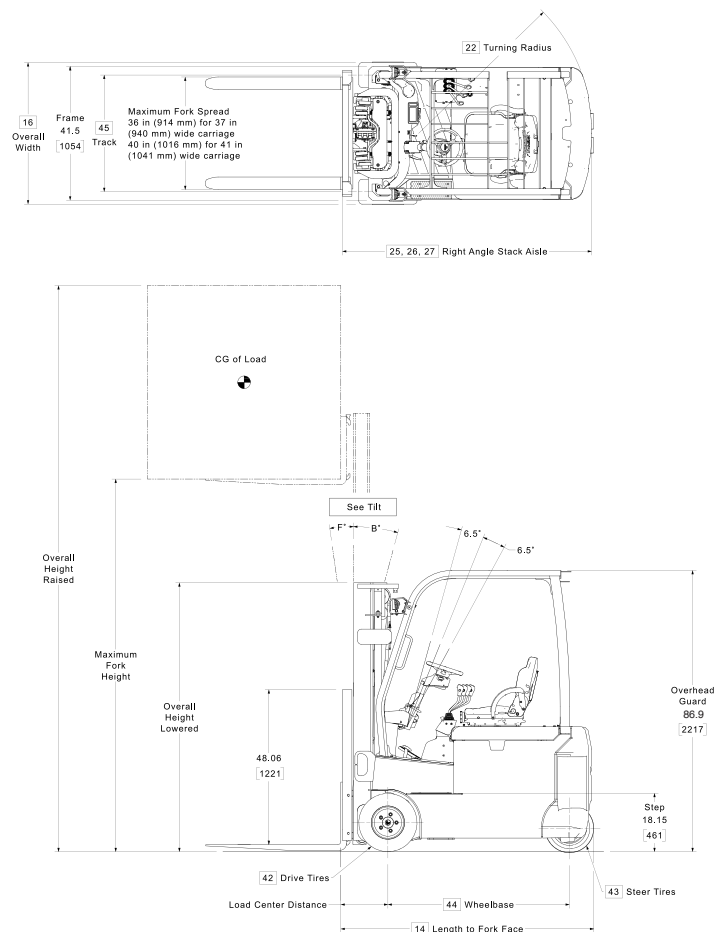 22 Turning Radius
16
Overall
Width
Frame
41.5
[1054]
45
Track
Maximum Fork Spread
36 in (914 mm) for 37 in
(940 mm) wide carriage
40 in (1016 mm) for 41 in
(1041 mm) wide carriage
25, 26, 27 Right Angle Stack Aisle
CG of Load
See Tilt
F° B°
6.5°
6.5°
Overall
Height
Raised
Maximum
Fork
Height
Overall
Height
Lowered
48.06
[1221]
Overhead
Guard
86.9
[2217]
Step
18.15
[461]
42 Drive Tires
43 Steer Tires
Load Center Distance
44 Wheelbase
14 Length to Fork Face